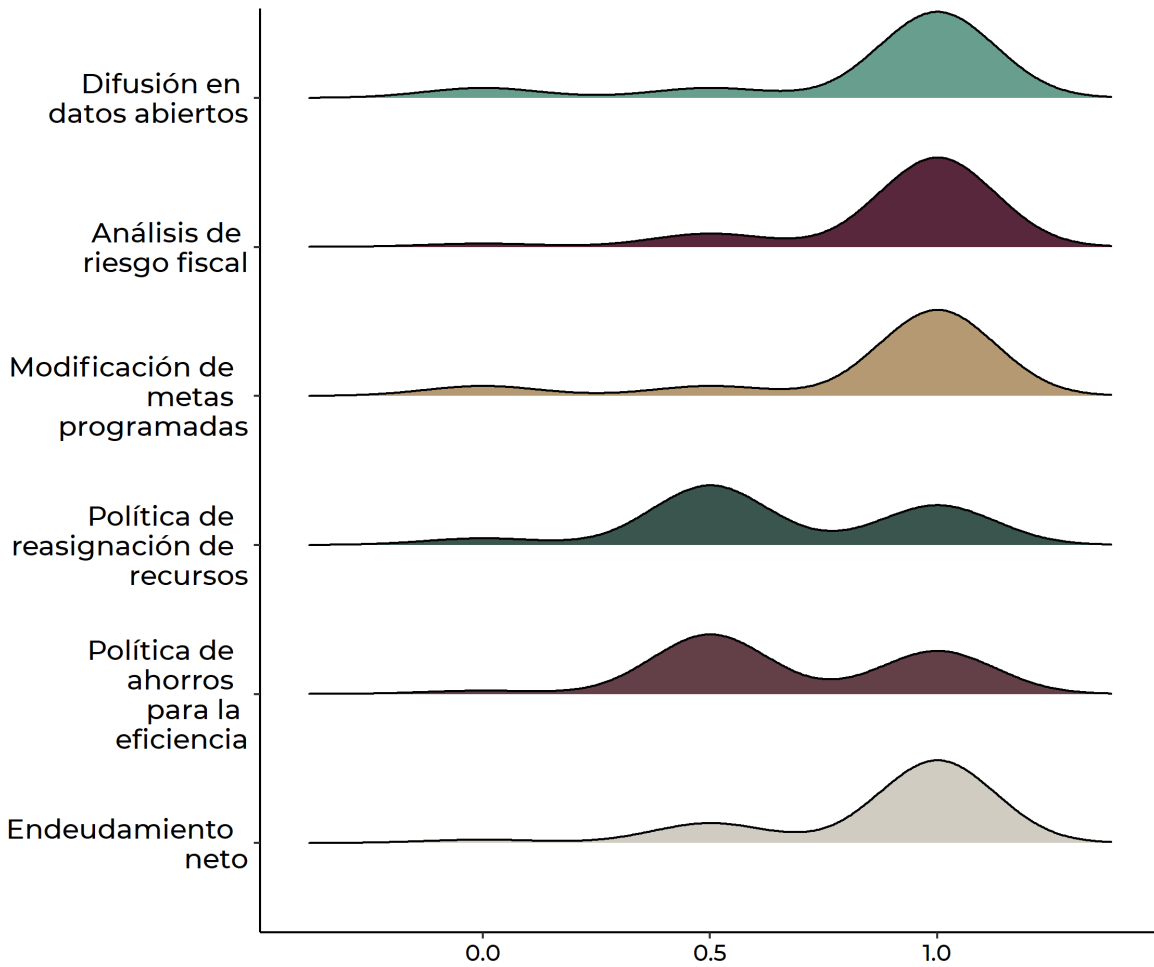 Difusión en
datos abiertos
Análisis de
riesgo fiscal
Modificación de
metas
programadas
Política de
reasignación de
recursos
Política de
ahorros
para la
eficiencia
Endeudamiento
neto
0.0 0.5 1.0